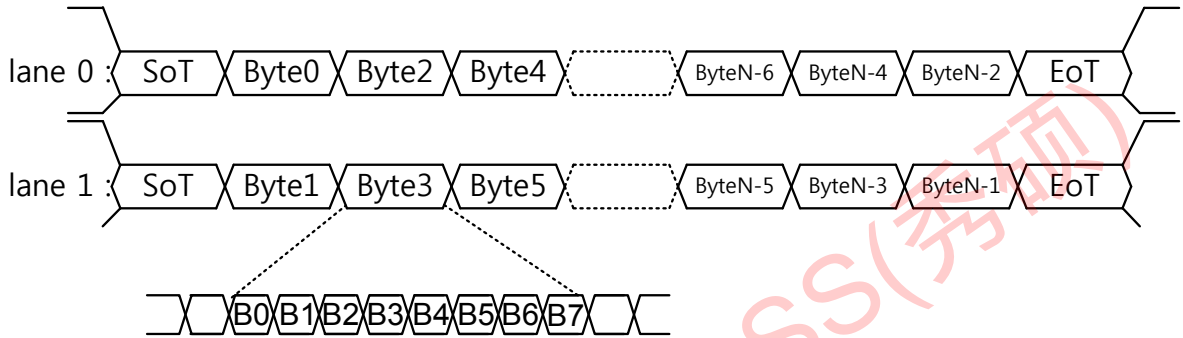 lane 0 : SoT Byte0 Byte2 Byte4 ByteN-6 ByteN-4 ByteN-2 EoT
lane 1 : SoT Byte1 Byte3 Byte5 ByteN-5 ByteN-3 ByteN-1 EoT
B0 B1 B2 B3 B4 B5 B6 B7
SS(秀硕)